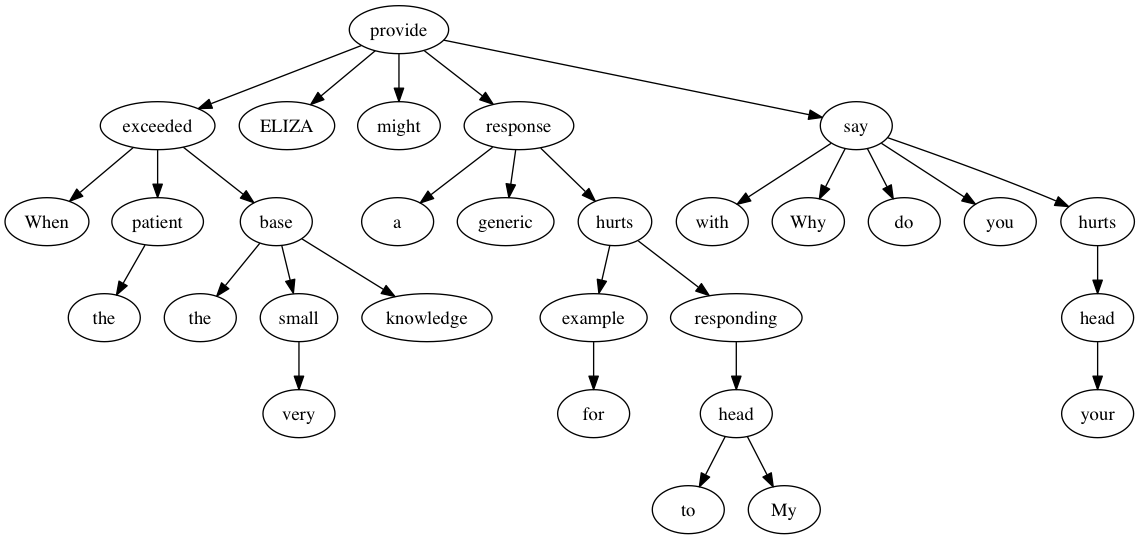 provide
exceeded ELIZA might response say
When patient base a generic hurts with Why do you hurts
the the small knowledge example responding head
very for head your
to My